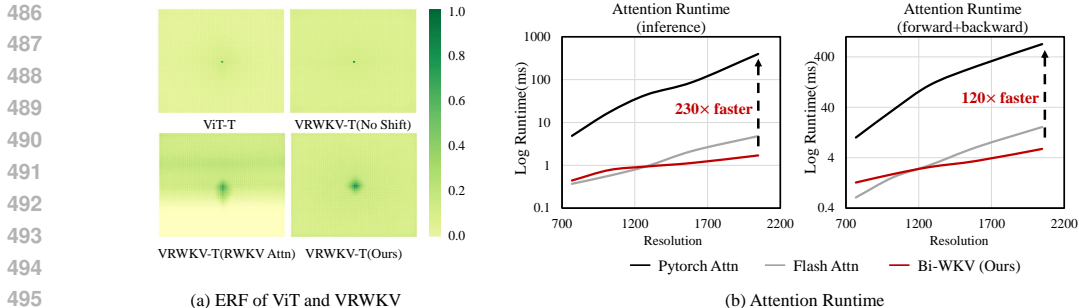 486
487
488
489
490
491
492
493
494
495
ViT-T
VRWKV-T(No Shift)
VRWKV-T(RWKV Attn)
VRWKV-T(Ours)
1.0
0.8
0.6
0.4
0.2
0.0
(a) ERF of ViT and VRWKV
Attention Runtime
(inference)
Log Runtime(ms)
1000
100
10
1
0.1
230× faster
700
1200
1700
2200
Resolution
Attention Runtime
(forward+backward)
Log Runtime(ms)
400
40
4
0.4
120× faster
700
1200
1700
2200
Resolution
Pytorch Attn
Flash Attn
Bi-WKV (Ours)
(b) Attention Runtime